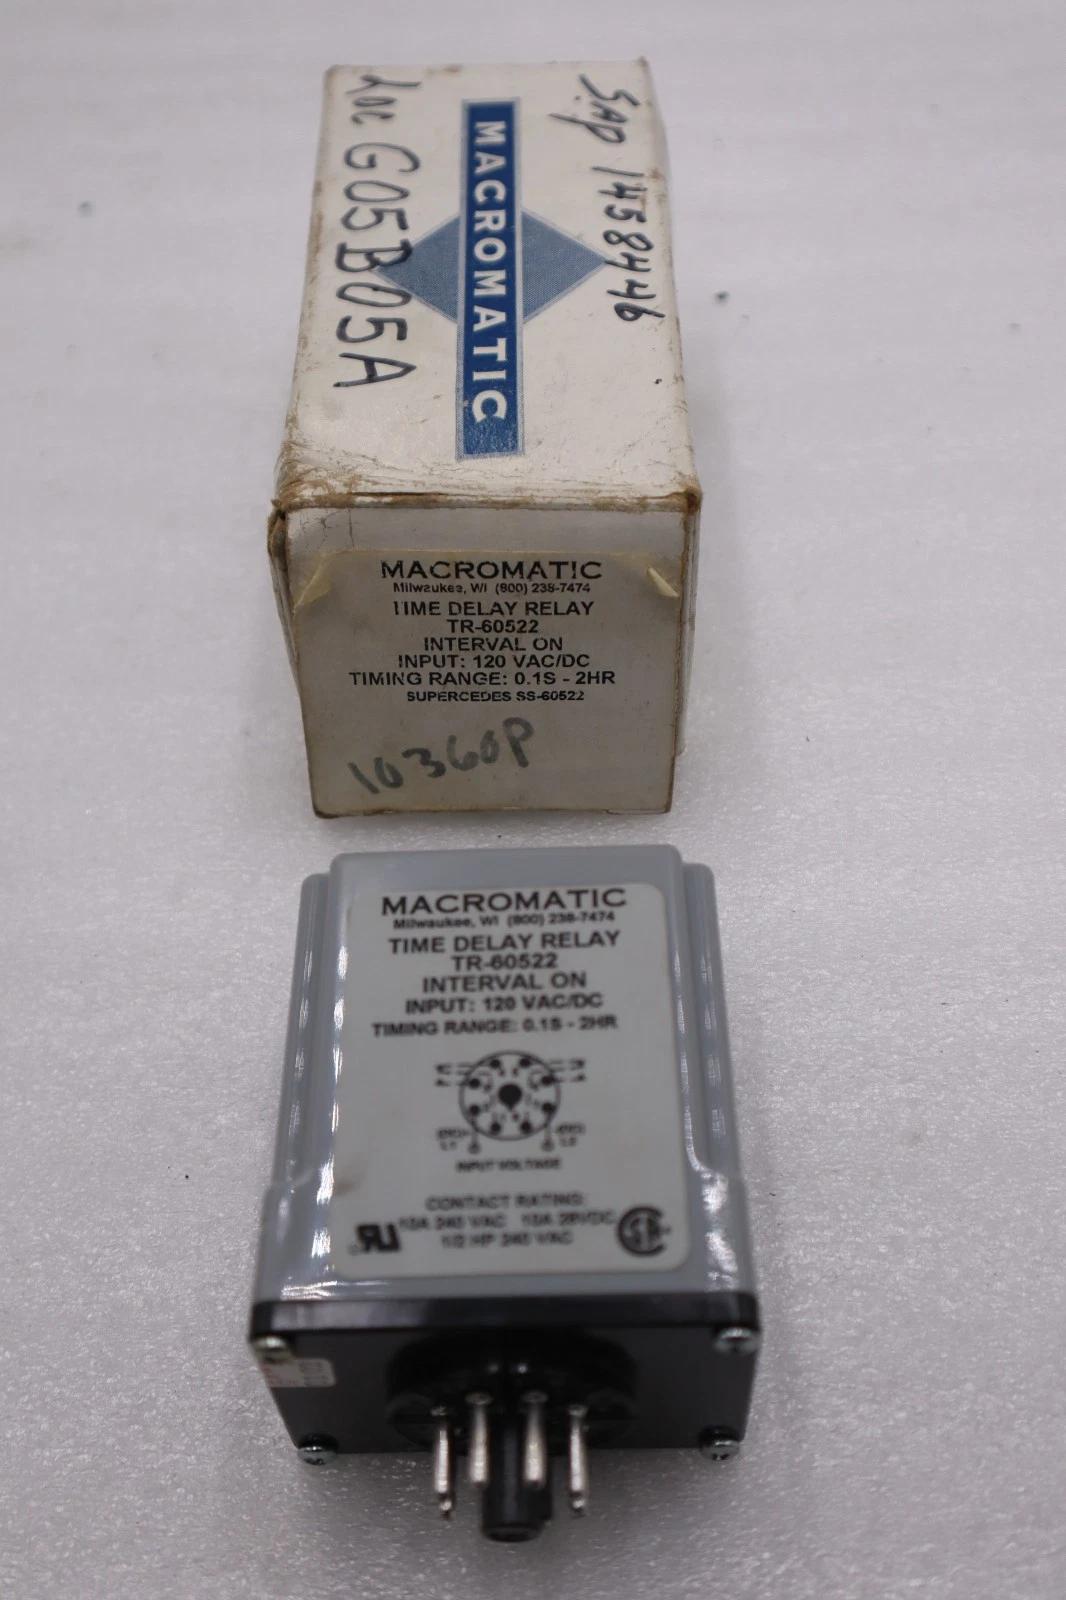 SAP 1458446
MACROMATIC
Loc G05B05A
MACROMATIC
Milwaukee, WI (800) 238-7474
TIME DELAY RELAY
TR-60522
INTERVAL ON
INPUT: 120 VAC/DC
TIMING RANGE: 0.1S - 2HR
SUPERCEDES SS-60522
10360P
MACROMATIC
Milwaukee, WI (800) 238-7474
TIME DELAY RELAY
TR-60522
INTERVAL ON
INPUT: 120 VAC/DC
TIMING RANGE: 0.1S - 2HR
INPUT VOLTAGE
CONTACT RATING:
10A 240 VAC 10A 28VDC
1/2 HP 240 VAC